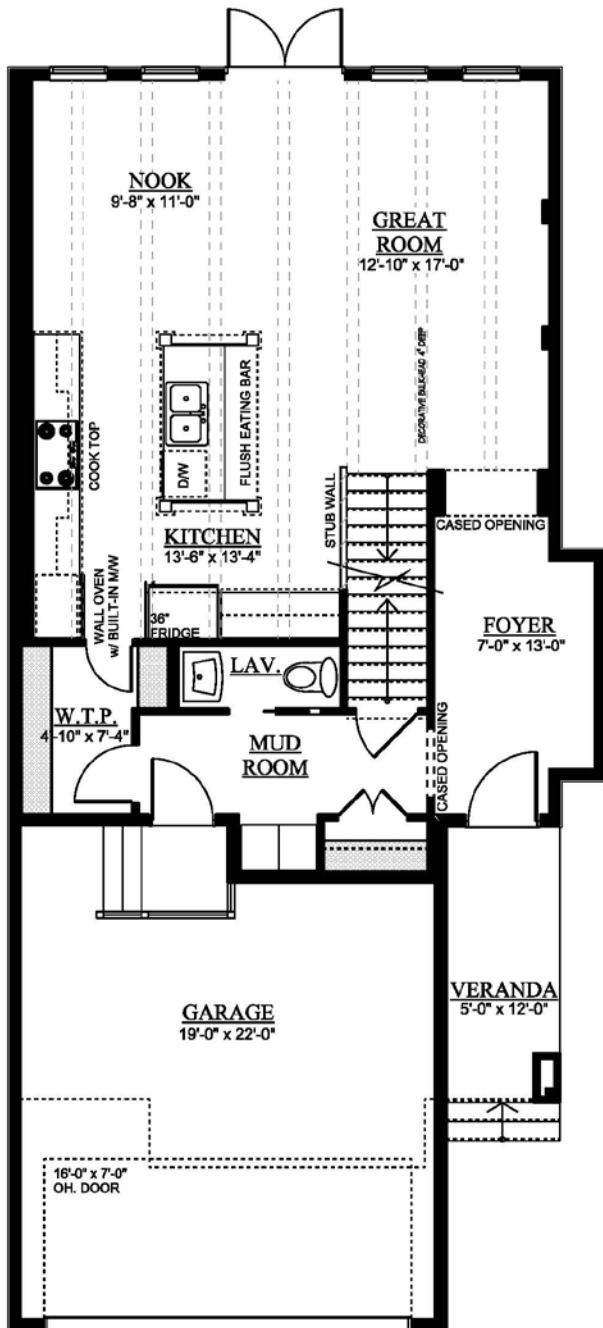 NOOK
9'-8" x 11'-0"
GREAT
ROOM
12'-10" x 17'-0"
DECORATIVE BULKHEAD 4" DEEP
COOK TOP
D/W
FLUSH EATING BAR
KITCHEN
13'-6" x 13'-4"
STUB WALL
CASED OPENING
WALL OVEN
w/ BUILT-IN M/W
36"
FRIDGE
FOYER
7'-0" x 13'-0"
LAV.
W.T.P.
4'-10" x 7'-4"
MUD
ROOM
CASED OPENING
GARAGE
19'-0" x 22'-0"
VERANDA
5'-0" x 12'-0"
16'-0" x 7'-0"
OH. DOOR